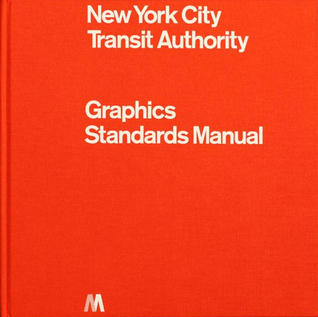 New York City
Transit Authority
Graphics
Standards Manual
M